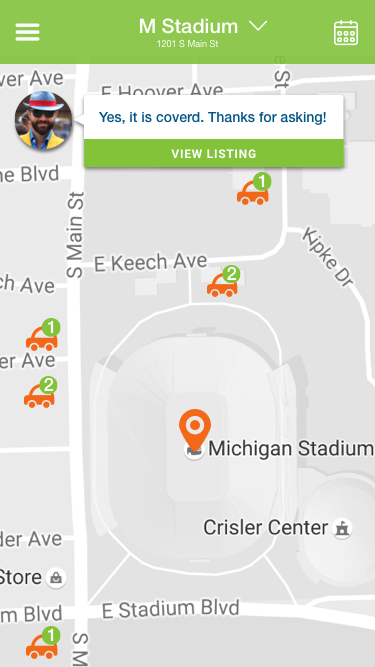 M Stadium
1201 S Main St
ver Ave
E Hoover Ave
e St
Yes, it is coverd. Thanks for asking!
VIEW LISTING
ne Blvd
1
S Main St
Kipke Dr
E Keech Ave
2
ch Ave
1
er Ave
2
Michigan Stadium
Crisler Center
der Ave
Store
m Blvd
E Stadium Blvd
1
S M